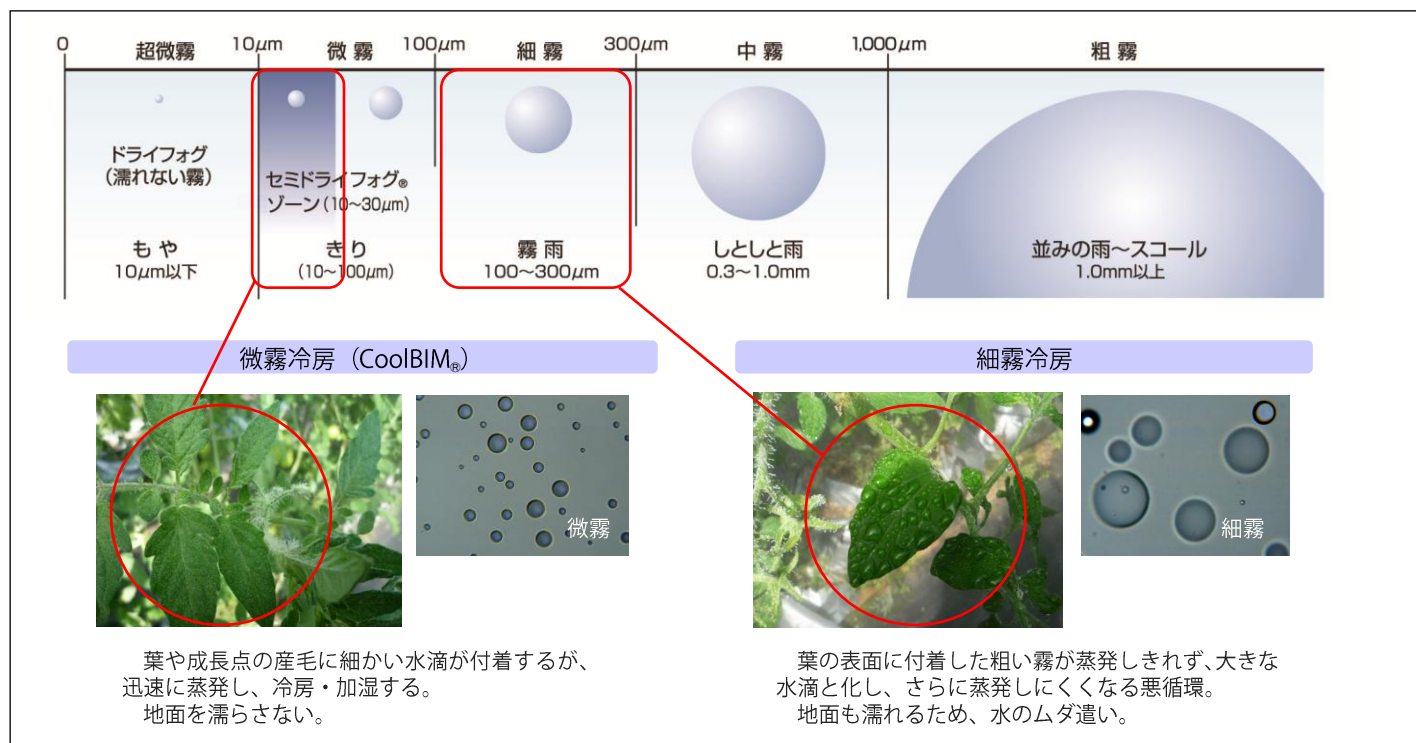 0 超微霧 10μm 微霧 100μm 細霧 300μm 中霧 1,000μm 粗霧
ドライフォグ
(濡れない霧)
セミドライフォグ®
ゾーン(10〜30μm)
もや
10μm以下
きり
(10〜100μm)
霧雨
100〜300μm
しとしと雨
0.3〜1.0mm
並みの雨〜スコール
1.0mm以上
微霧冷房（CoolBIM®）
微霧
葉や成長点の産毛に細かい水滴が付着するが、
迅速に蒸発し、冷房・加湿する。
地面を濡らさない。
細霧冷房
細霧
葉の表面に付着した粗い霧が蒸発しきれず、大きな
水滴と化し、さらに蒸発しにくくなる悪循環。
地面も濡れるため、水のムダ遣い。